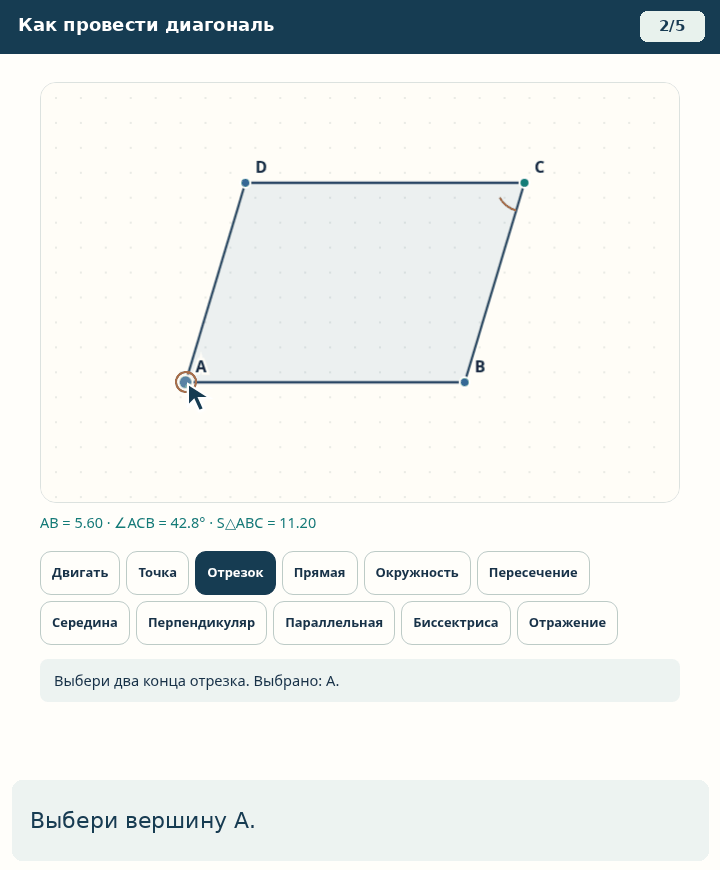 Как провести диагональ
2/5
D
C
A
B
AB = 5.60 · ∠ACB = 42.8° · S△ABC = 11.20
Двигать Точка Отрезок Прямая Окружность Пересечение
Середина Перпендикуляр Параллельная Биссектриса Отражение
Выбери два конца отрезка. Выбрано: A.
Выбери вершину A.